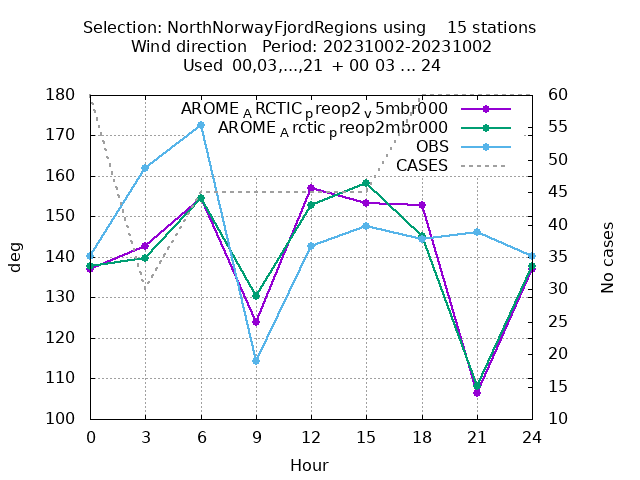 Selection: NorthNorwayFjordRegions using    15 stations
Wind direction   Period: 20231002-20231002
Used  00,03,...,21  + 00 03 ... 24
180 60
AROME_ARCTIC_preop2_v5mbr000
170 55
AROME_Arctic_preop2mbr000
OBS
50
CASES
160
45
150
40
140 35
130 30
25
120
20
110 15
100 10
0 3 6 9 12 15 18 21 24
Hour
deg
No cases